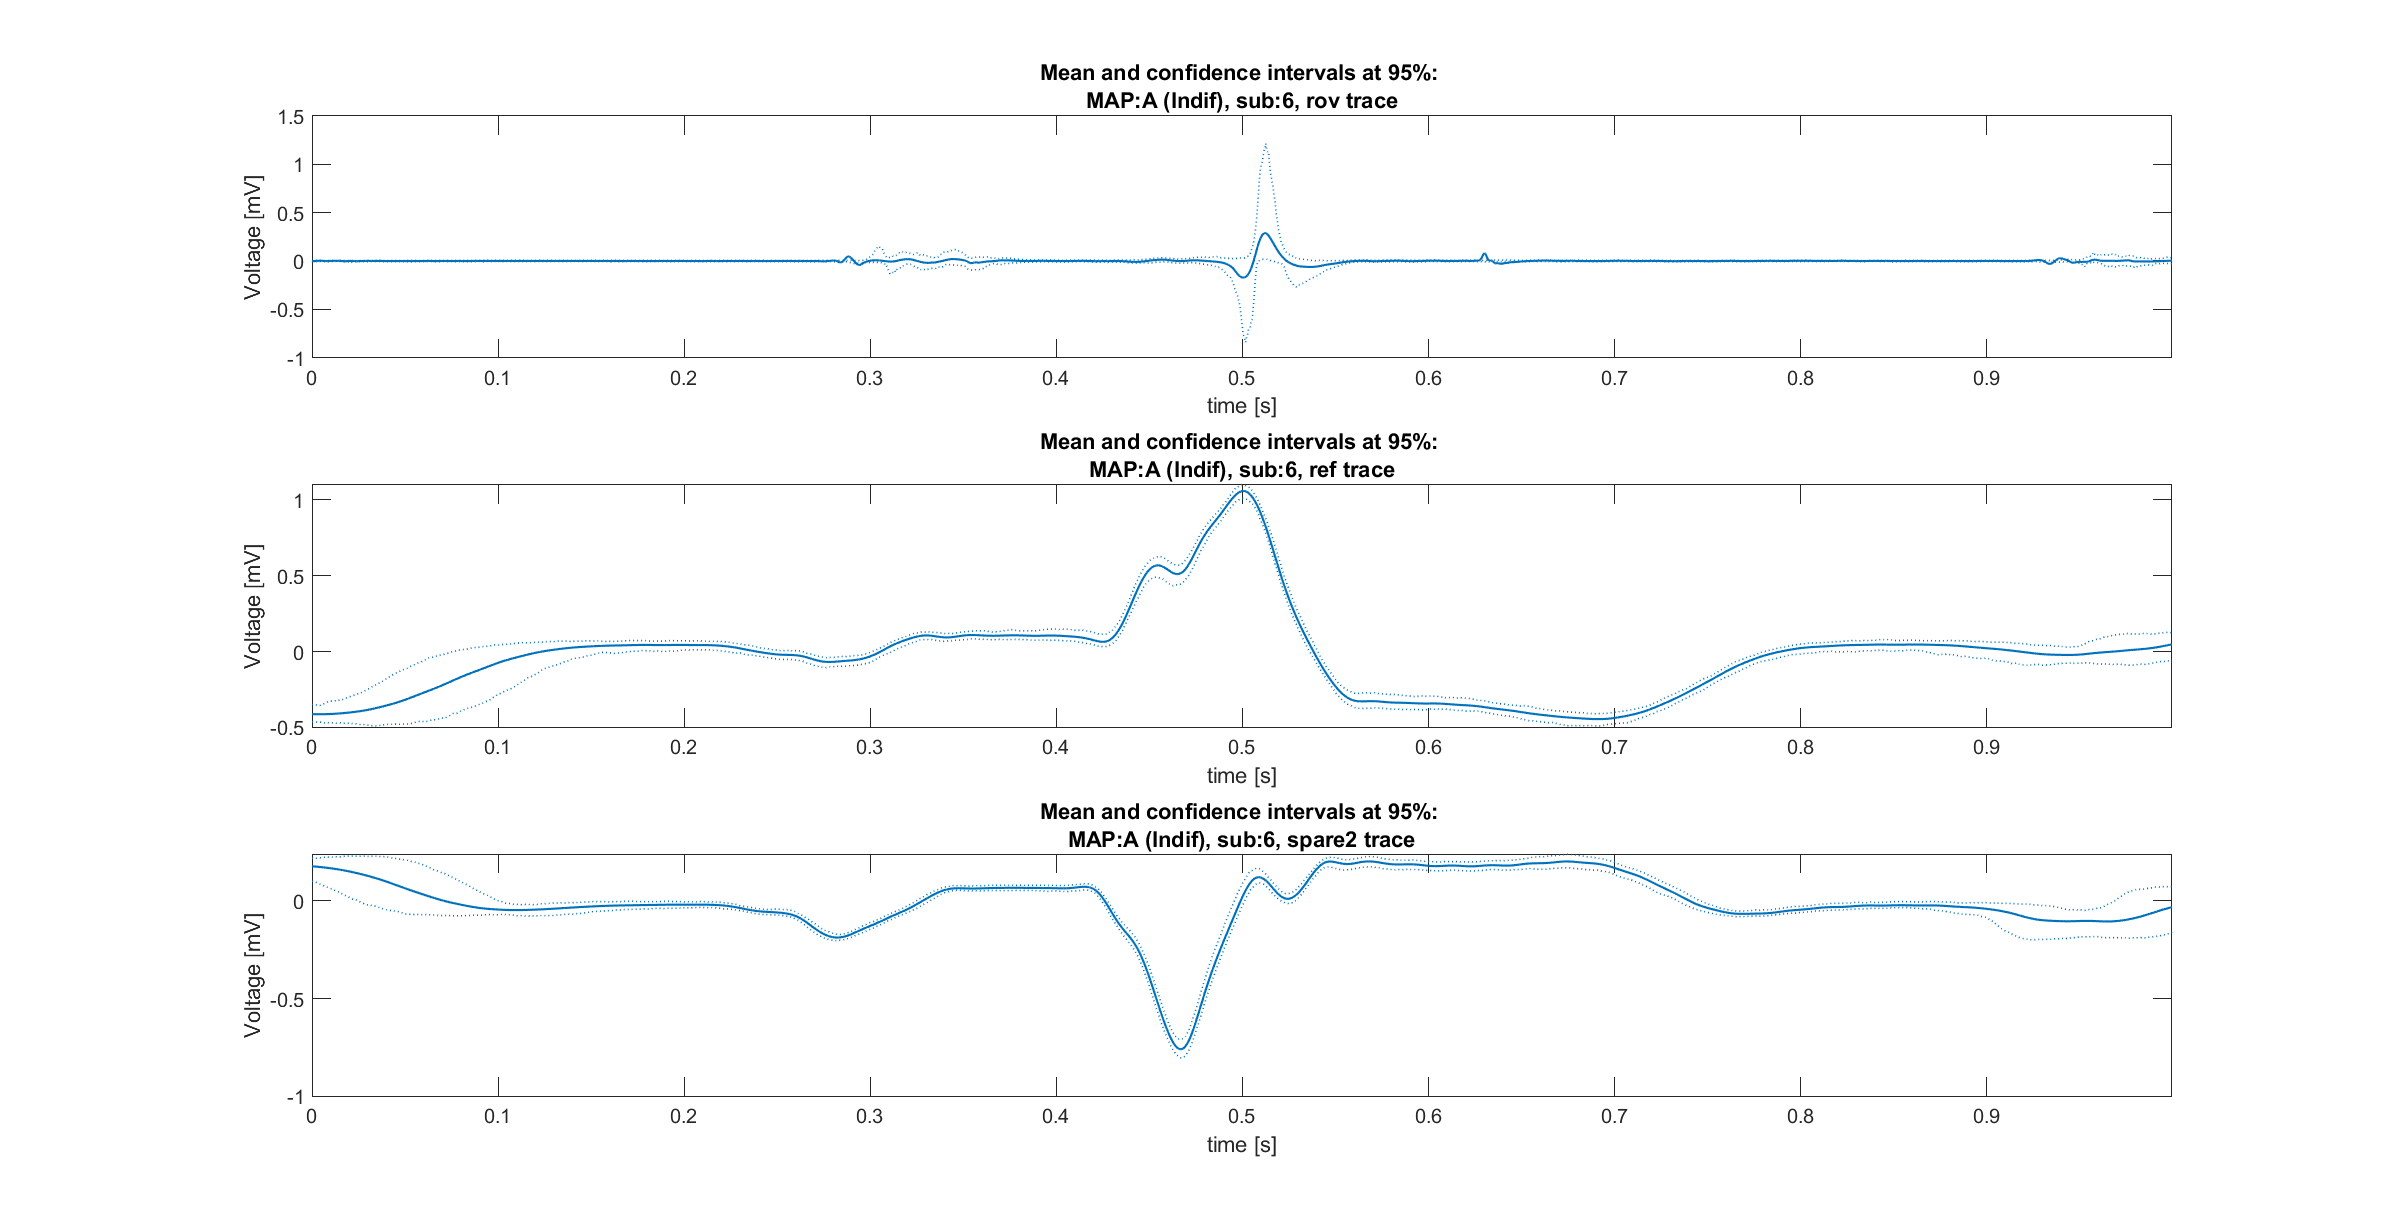 Mean and confidence intervals at 95%:
MAP:A (Indif), sub:6, rov trace
1.5
1
0.5
0
-0.5
-1
Voltage [mV]
0 0.1 0.2 0.3 0.4 0.5 0.6 0.7 0.8 0.9
time [s]
Mean and confidence intervals at 95%:
MAP:A (Indif), sub:6, ref trace
1
0.5
0
-0.5
Voltage [mV]
0 0.1 0.2 0.3 0.4 0.5 0.6 0.7 0.8 0.9
time [s]
Mean and confidence intervals at 95%:
MAP:A (Indif), sub:6, spare2 trace
0
-0.5
-1
Voltage [mV]
0 0.1 0.2 0.3 0.4 0.5 0.6 0.7 0.8 0.9
time [s]